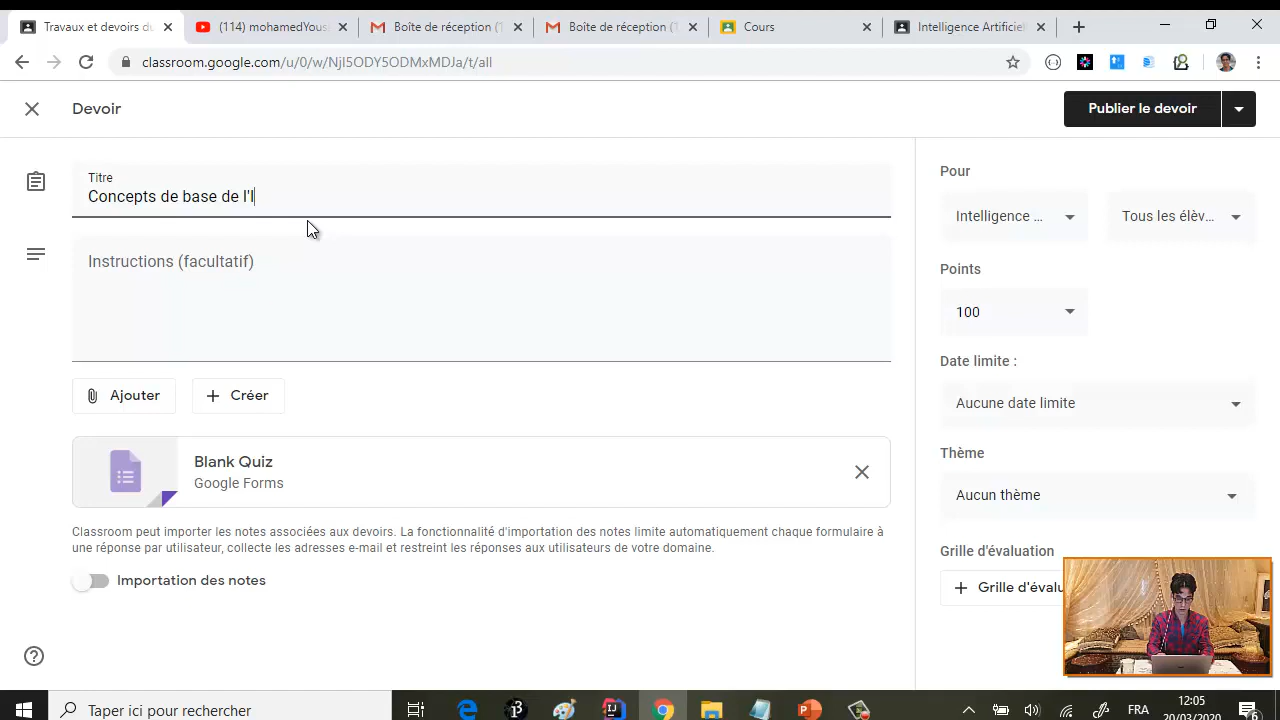 Travaux et devoirs du
(114) mohamedYous
Boîte de réception (1
Boîte de réception (1
Cours
Intelligence Artificiel
classroom.google.com/u/0/w/NjI5ODY5ODMxMDJa/t/all
Devoir
Publier le devoir
Titre
Concepts de base de l'I
Instructions (facultatif)
Ajouter
Créer
Blank Quiz
Google Forms
Classroom peut importer les notes associées aux devoirs. La fonctionnalité d'importation des notes limite automatiquement chaque formulaire à
une réponse par utilisateur, collecte les adresses e-mail et restreint les réponses aux utilisateurs de votre domaine.
Importation des notes
Pour
Intelligence ...
Tous les élèv...
Points
100
Date limite :
Aucune date limite
Thème
Aucun thème
Grille d'évaluation
Grille d'évalu
Taper ici pour rechercher
FRA
12:05
20/03/2020
6